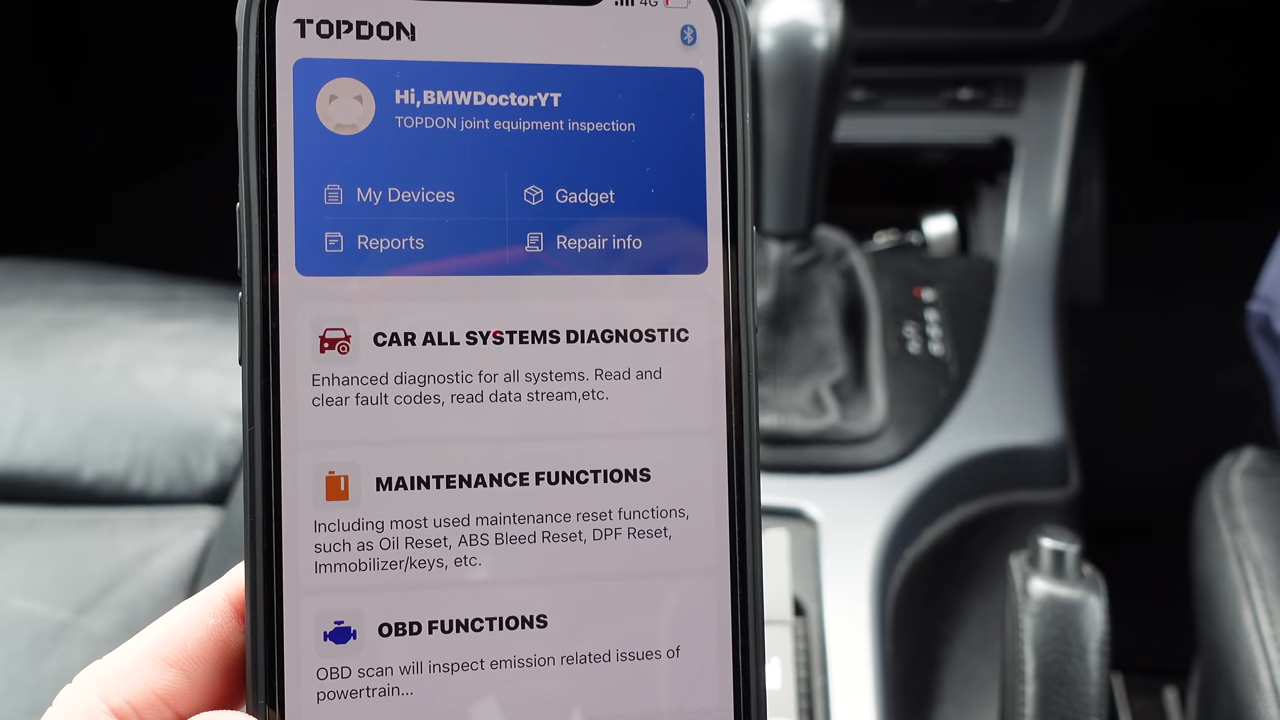 4G
TOPDON
Hi,BMWDoctorYT
TOPDON joint equipment inspection
My Devices
Gadget
Reports
Repair info
CAR ALL SYSTEMS DIAGNOSTIC
Enhanced diagnostic for all systems. Read and
clear fault codes, read data stream,etc.
MAINTENANCE FUNCTIONS
Including most used maintenance reset functions,
such as Oil Reset, ABS Bleed Reset, DPF Reset,
Immobilizer/keys, etc.
OBD FUNCTIONS
OBD scan will inspect emission related issues of
powertrain...